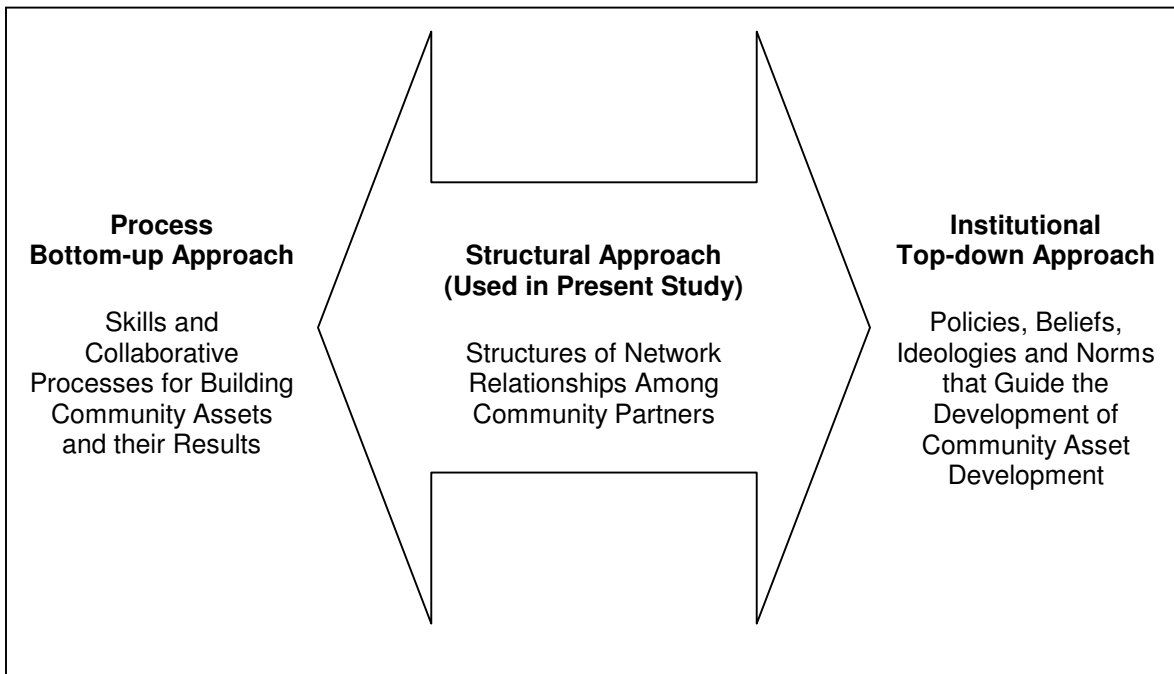 Process
Bottom-up Approach
Skills and
Collaborative
Processes for Building
Community Assets
and their Results
Structural Approach
(Used in Present Study)
Structures of Network
Relationships Among
Community Partners
Institutional
Top-down Approach
Policies, Beliefs,
Ideologies and Norms
that Guide the
Development of
Community Asset
Development